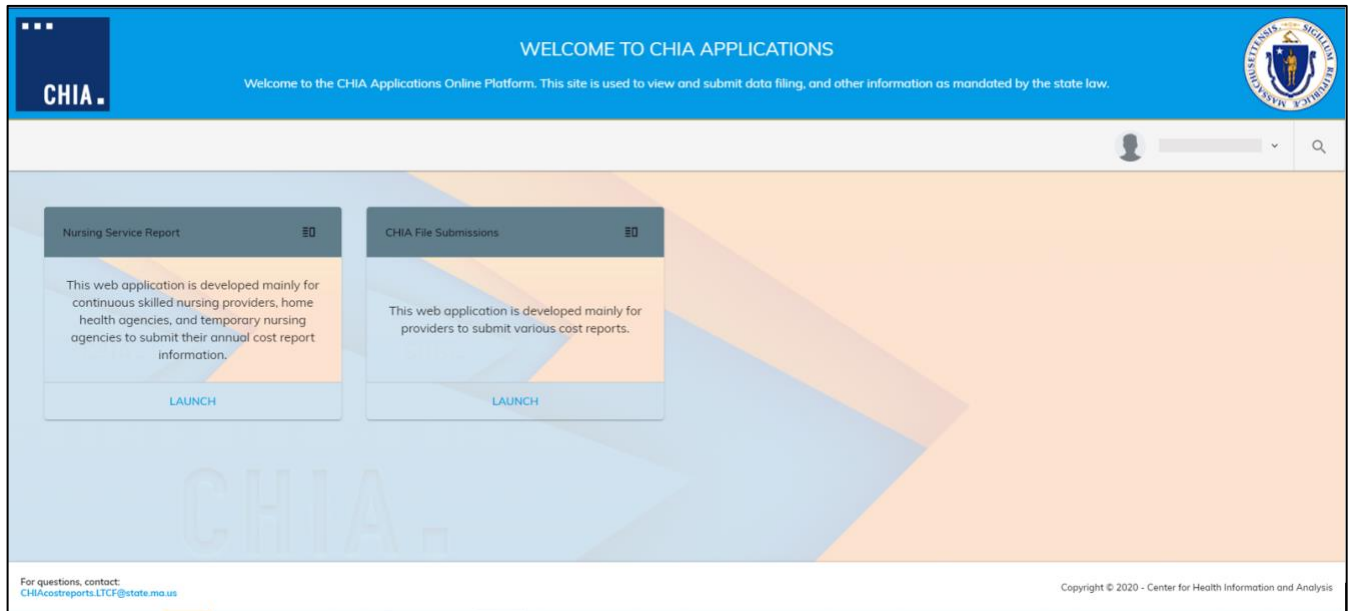 WELCOME TO CHIA APPLICATIONS
CHIA.
Welcome to the CHIA Applications Online Platform. This site is used to view and submit data filing, and other information as mandated by the state law.
Nursing Service Report
CHIA File Submissions
This web application is developed mainly for
continuous skilled nursing providers, home
health agencies, and temporary nursing
agencies to submit their annual cost report
information.
This web application is developed mainly for
providers to submit various cost reports.
LAUNCH
LAUNCH
CHIA.
For questions, contact:
CHIAcostreports.LTCF@state.ma.us
Copyright © 2020 - Center for Health Information and Analysis